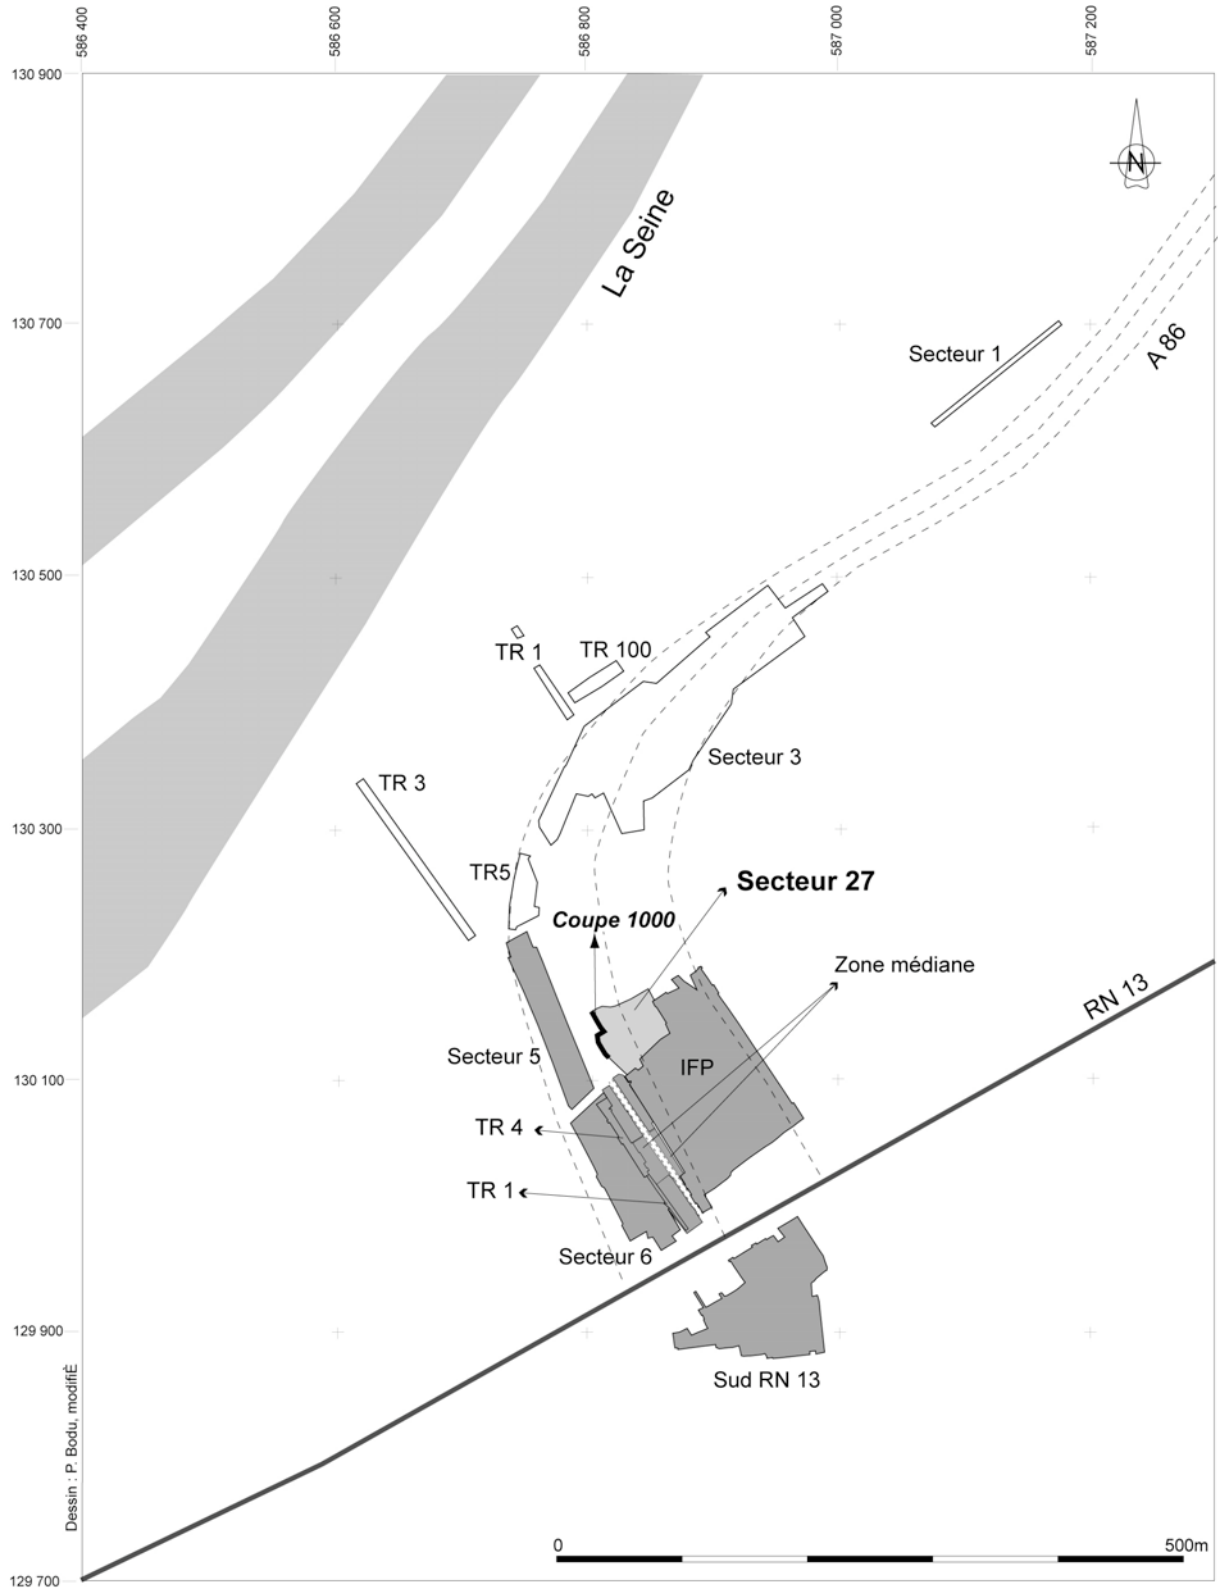 586 400
586 600
586 800
587 000
587 200
130 900
N
La Seine
130 700
Secteur 1
A 86
130 500
TR 1
TR 100
Secteur 3
TR 3
130 300
TR5
Secteur 27
Coupe 1000
Zone médiane
RN 13
Secteur 5
IFP
130 100
TR 4
TR 1
Secteur 6
129 900
Sud RN 13
Dessin : P. Bodu, modifiÈ
0
500m
129 700